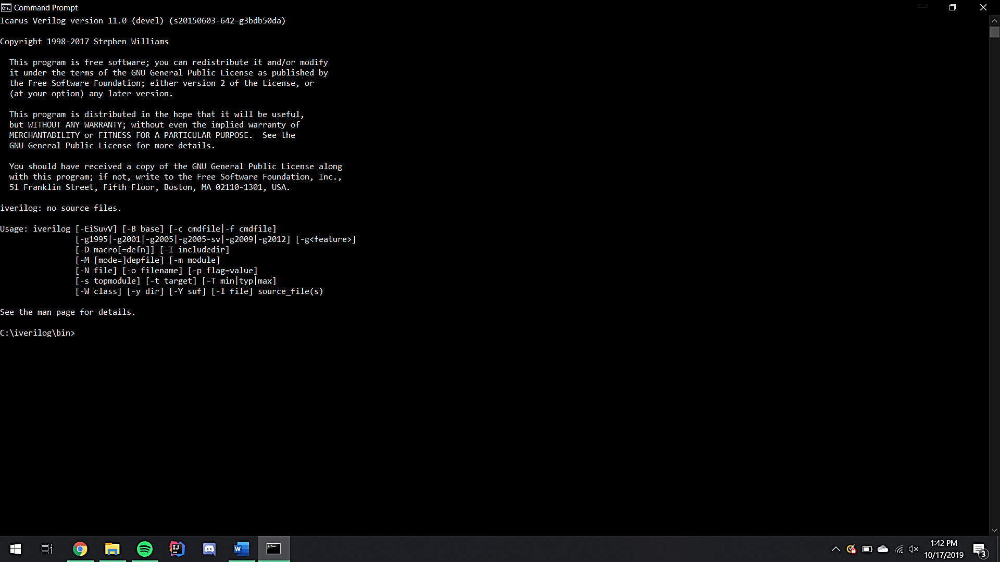 Command Prompt
Icarus Verilog version 11.0 (devel) (s20150603-642-g3bdb50da)
Copyright 1998-2017 Stephen Williams
This program is free software; you can redistribute it and/or modify
it under the terms of the GNU General Public License as published by
the Free Software Foundation; either version 2 of the License, or
(at your option) any later version.
This program is distributed in the hope that it will be useful,
but WITHOUT ANY WARRANTY; without even the implied warranty of
MERCHANTABILITY or FITNESS FOR A PARTICULAR PURPOSE.  See the
GNU General Public License for more details.
You should have received a copy of the GNU General Public License along
with this program; if not, write to the Free Software Foundation, Inc.,
51 Franklin Street, Fifth Floor, Boston, MA 02110-1301, USA.
iverilog: no source files.
Usage: iverilog [-EiSuvV] [-B base] [-c cmdfile|-f cmdfile]
[-g1995|-g2001|-g2005|-g2005-sv|-g2009|-g2012] [-g<feature>]
[-D macro[=defn]] [-I includedir]
[-M [mode=]depfile] [-m module]
[-N file] [-o filename] [-p flag=value]
[-s topmodule] [-t target] [-T min|typ|max]
[-W class] [-y dir] [-Y suf] [-l file] source_file(s)
See the man page for details.
C:\iverilog\bin>
1:42 PM
10/17/2019
3